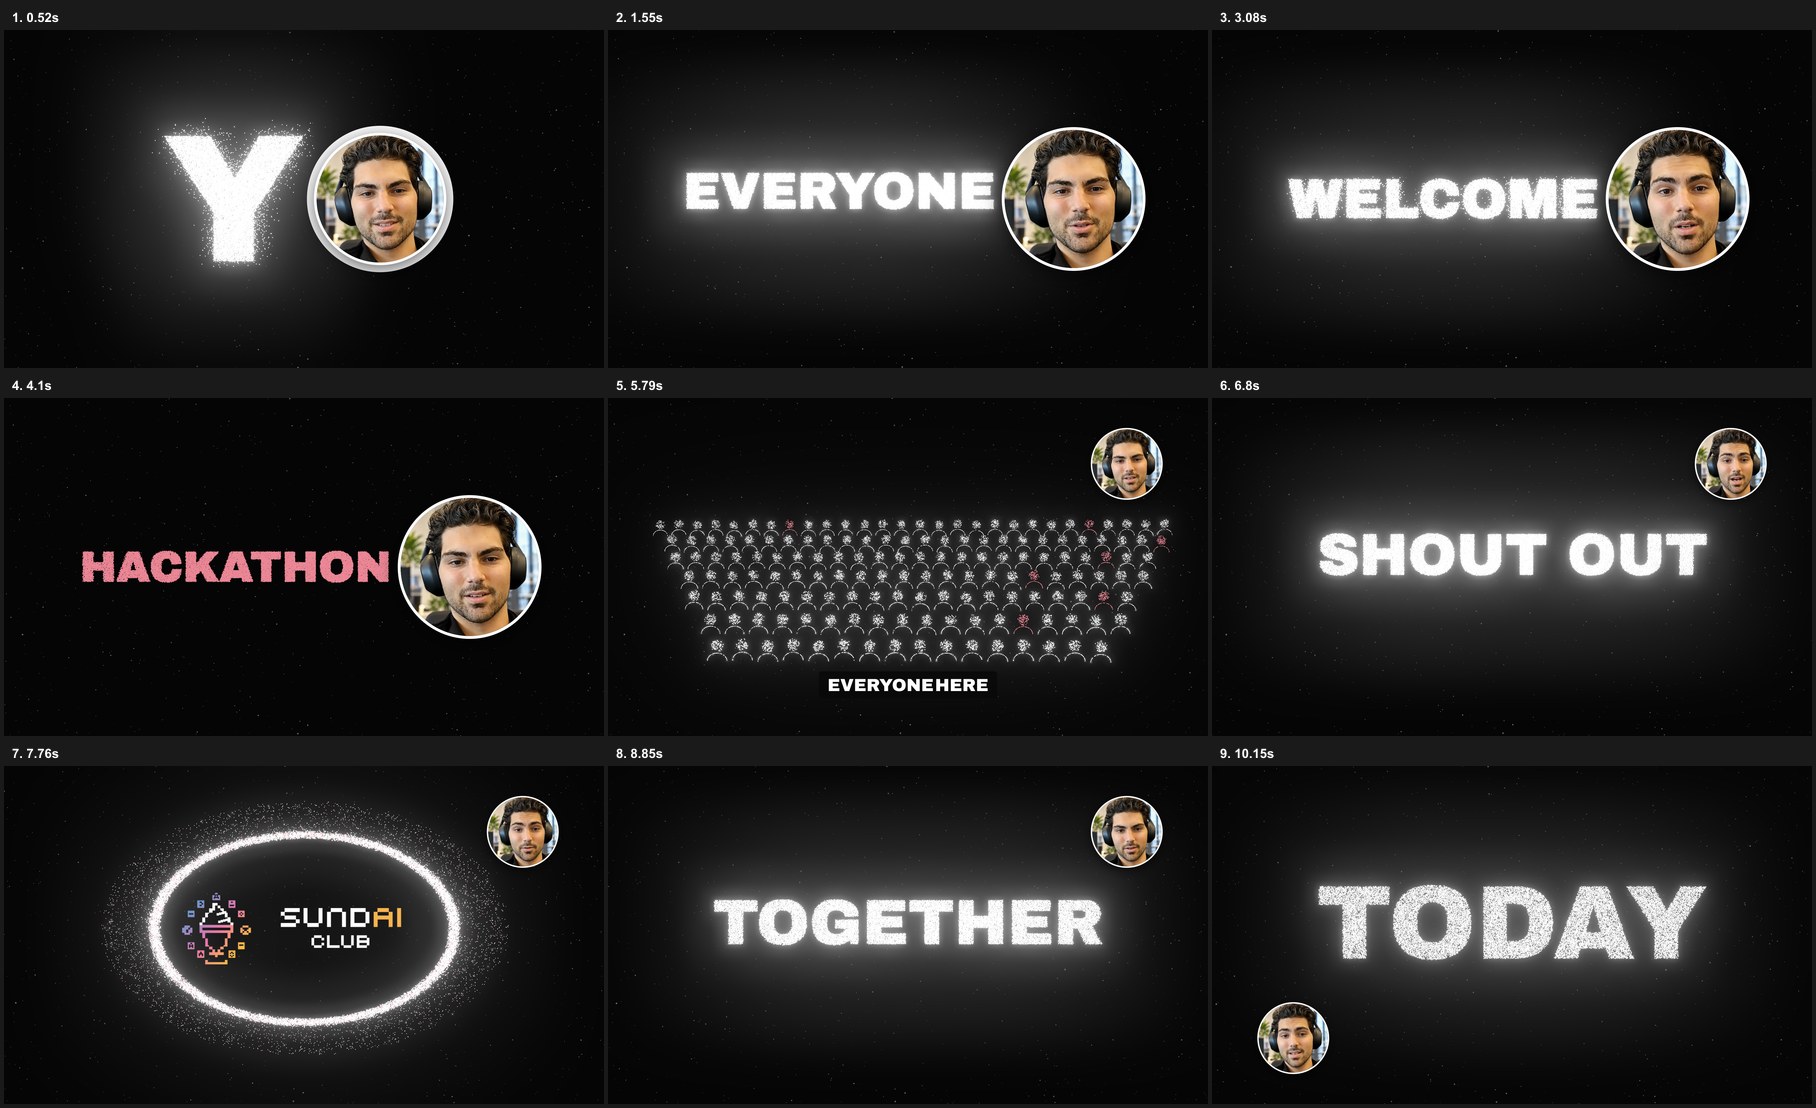 1. 0.52s
2. 1.55s
3. 3.08s
Y
EVERYONE
WELCOME
4. 4.1s
5. 5.79s
6. 6.8s
HACKATHON
EVERYONE HERE
SHOUT OUT
7. 7.76s
8. 8.85s
9. 10.15s
SUNDAI
CLUB
TOGETHER
TODAY